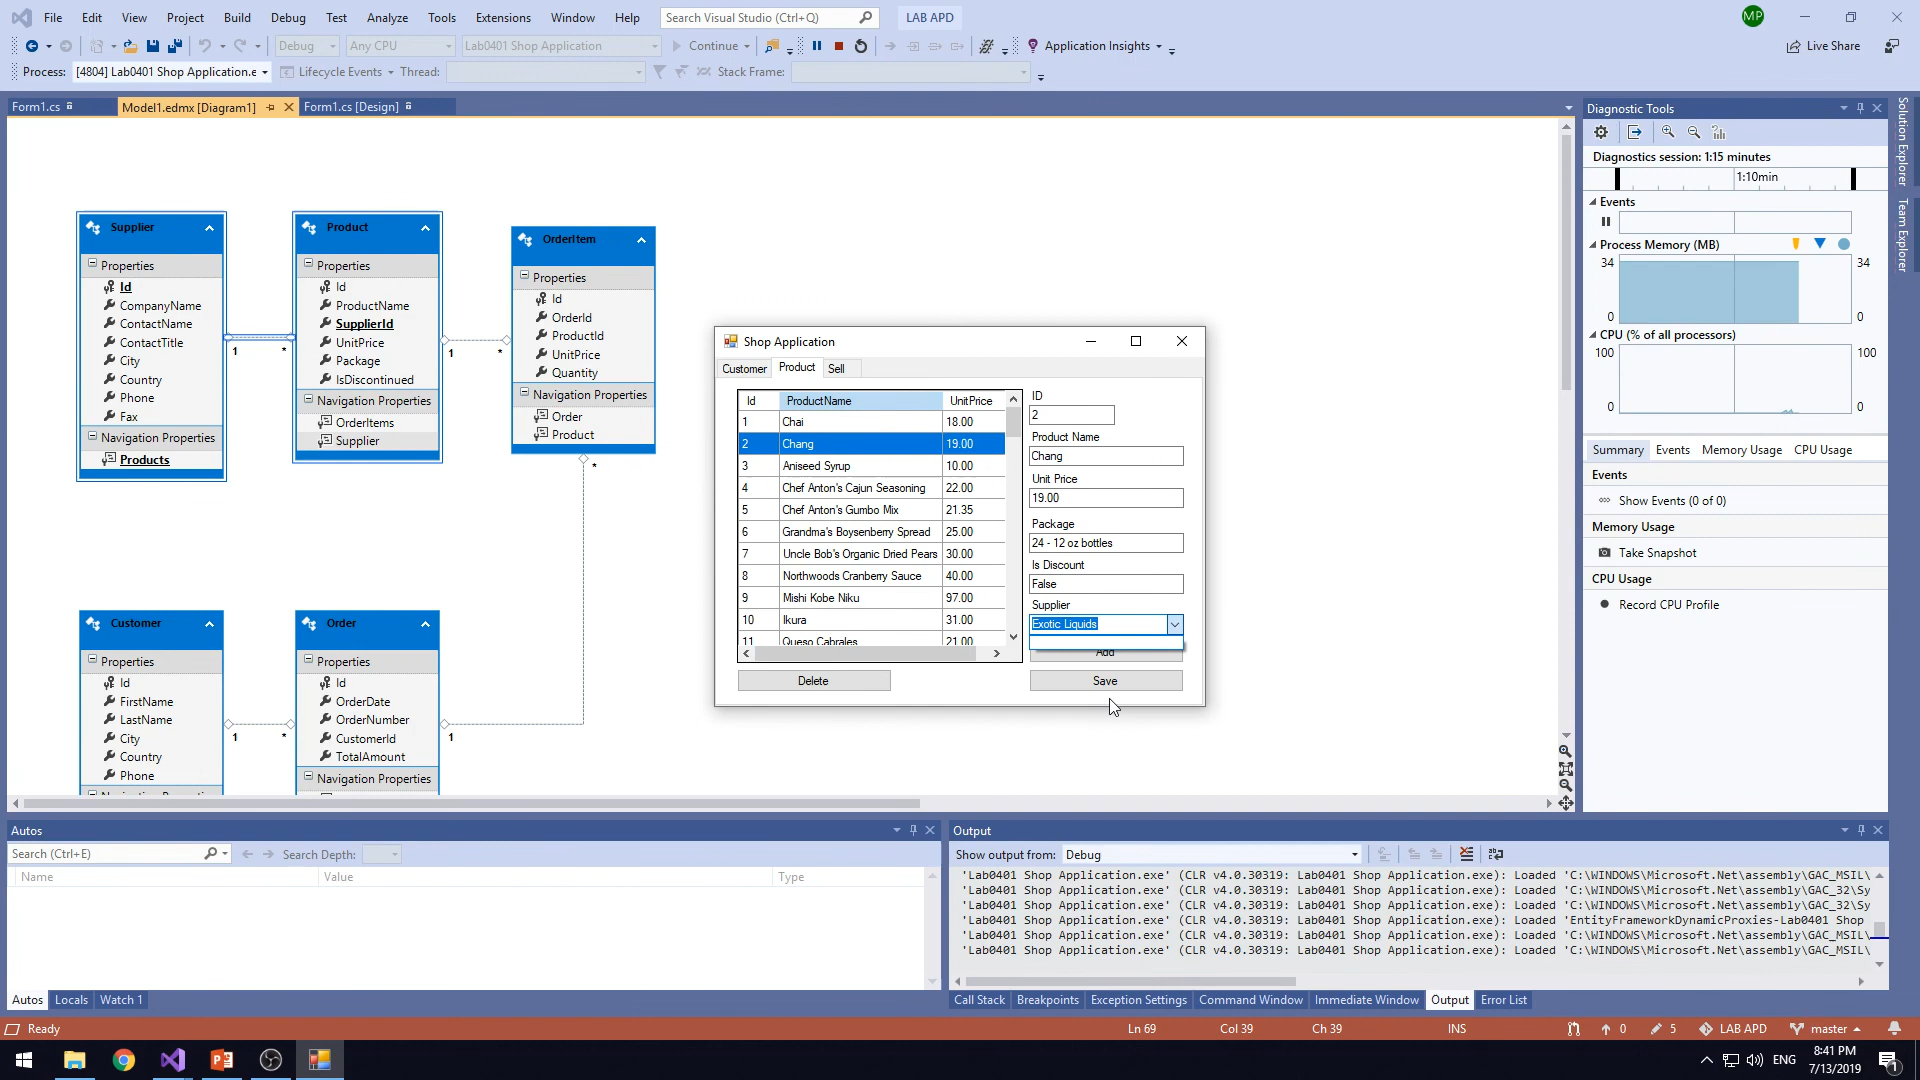 File Edit View Project Build Debug Test Analyze Tools Extensions Window Help Search Visual Studio (Ctrl+Q) LAB APD MP
Debug Any CPU Lab0401 Shop Application Continue Application Insights Live Share
Process: [4804] Lab0401 Shop Application.e Lifecycle Events Thread: Stack Frame:
Form1.cs Model1.edmx [Diagram1] Form1.cs [Design]
Supplier
Properties
Id
CompanyName
ContactName
ContactTitle
City
Country
Phone
Fax
Navigation Properties
Products
1 *
Product
Properties
Id
ProductName
SupplierId
UnitPrice
Package
IsDiscontinued
Navigation Properties
OrderItems
Supplier
1 *
OrderItem
Properties
Id
OrderId
ProductId
UnitPrice
Quantity
Navigation Properties
Order
Product
*
Customer
Properties
Id
FirstName
LastName
City
Country
Phone
1 *
Order
Properties
Id
OrderDate
OrderNumber
CustomerId
TotalAmount
Navigation Properties
1
Shop Application
Customer Product Sell
Id ProductName UnitPrice
1 Chai 18.00
2 Chang 19.00
3 Aniseed Syrup 10.00
4 Chef Anton's Cajun Seasoning 22.00
5 Chef Anton's Gumbo Mix 21.35
6 Grandma's Boysenberry Spread 25.00
7 Uncle Bob's Organic Dried Pears 30.00
8 Northwoods Cranberry Sauce 40.00
9 Mishi Kobe Niku 97.00
10 Ikura 31.00
11 Queso Cabrales 21.00
Delete
ID
2
Product Name
Chang
Unit Price
19.00
Package
24 - 12 oz bottles
Is Discount
False
Supplier
Exotic Liquids
Add
Save
Diagnostic Tools
Diagnostics session: 1:15 minutes
1:10min
Events
Process Memory (MB)
34 34
0 0
CPU (% of all processors)
100 100
0 0
Summary Events Memory Usage CPU Usage
Events
Show Events (0 of 0)
Memory Usage
Take Snapshot
CPU Usage
Record CPU Profile
Solution Explorer
Team Explorer
Autos
Search (Ctrl+E) Search Depth:
Name Value Type
Autos Locals Watch 1
Output
Show output from: Debug
'Lab0401 Shop Application.exe' (CLR v4.0.30319: Lab0401 Shop Application.exe): Loaded 'C:\WINDOWS\Microsoft.Net\assembly\GAC_MSIL\
'Lab0401 Shop Application.exe' (CLR v4.0.30319: Lab0401 Shop Application.exe): Loaded 'C:\WINDOWS\Microsoft.Net\assembly\GAC_32\Sy
'Lab0401 Shop Application.exe' (CLR v4.0.30319: Lab0401 Shop Application.exe): Loaded 'C:\WINDOWS\Microsoft.Net\assembly\GAC_32\Sy
'Lab0401 Shop Application.exe' (CLR v4.0.30319: Lab0401 Shop Application.exe): Loaded 'EntityFrameworkDynamicProxies-Lab0401 Shop
'Lab0401 Shop Application.exe' (CLR v4.0.30319: Lab0401 Shop Application.exe): Loaded 'C:\WINDOWS\Microsoft.Net\assembly\GAC_MSIL\
'Lab0401 Shop Application.exe' (CLR v4.0.30319: Lab0401 Shop Application.exe): Loaded 'C:\WINDOWS\Microsoft.Net\assembly\GAC_MSIL\
Call Stack Breakpoints Exception Settings Command Window Immediate Window Output Error List
Ready Ln 69 Col 39 Ch 39 INS 0 5 LAB APD master
ENG 8:41 PM
7/13/2019 1